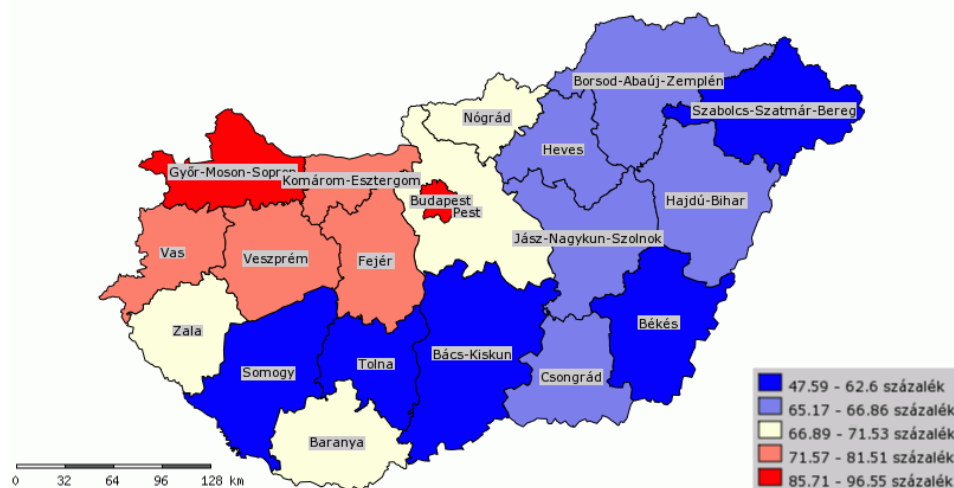 Borsod-Abaúj-Zemplén
Szabolcs-Szatmár-Bereg
Nógrád
Heves
Győr-Moson-Sopron
Komárom-Esztergom
Budapest
Pest
Hajdú-Bihar
Jász-Nagykun-Szolnok
Vas
Veszprém
Fejér
Zala
Békés
Somogy
Tolna
Bács-Kiskun
Csongrád
Baranya
47.59 - 62.6 százalék
65.17 - 66.86 százalék
66.89 - 71.53 százalék
71.57 - 81.51 százalék
85.71 - 96.55 százalék
0 32 64 96 128 km